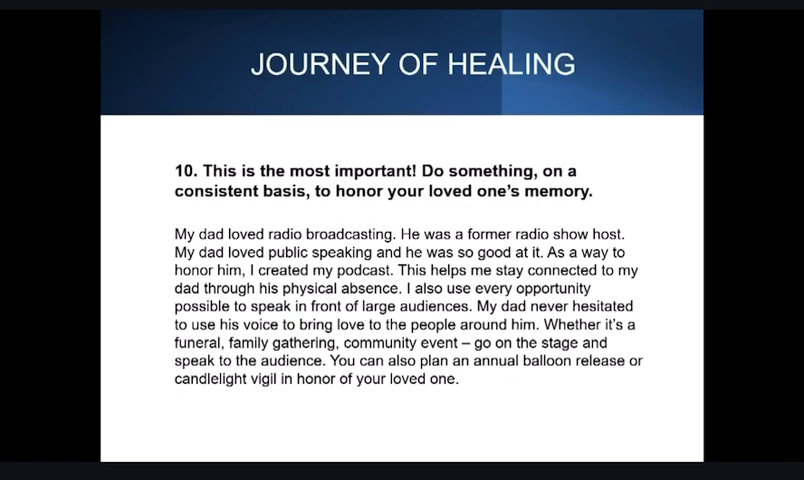 JOURNEY OF HEALING
10. This is the most important! Do something, on a
consistent basis, to honor your loved one's memory.
My dad loved radio broadcasting. He was a former radio show host.
My dad loved public speaking and he was so good at it. As a way to
honor him, I created my podcast. This helps me stay connected to my
dad through his physical absence. I also use every opportunity
possible to speak in front of large audiences. My dad never hesitated
to use his voice to bring love to the people around him. Whether it's a
funeral, family gathering, community event – go on the stage and
speak to the audience. You can also plan an annual balloon release or
candlelight vigil in honor of your loved one.